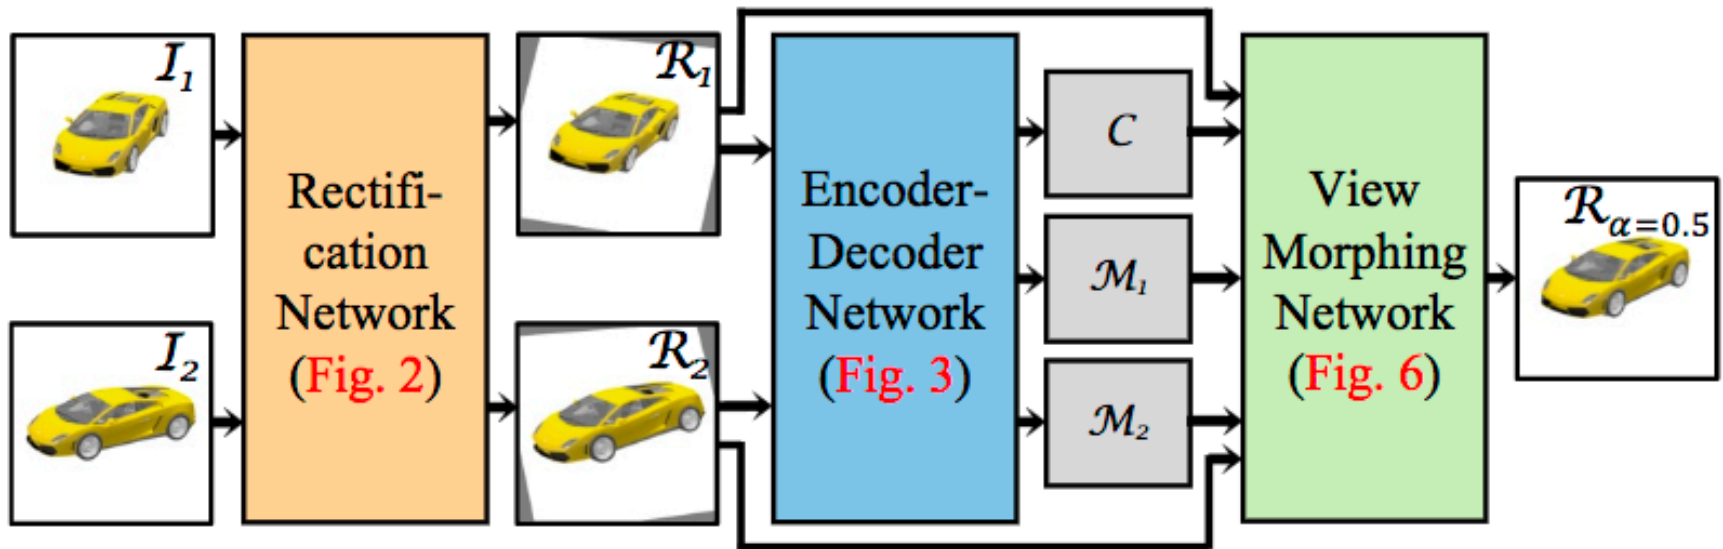 I₁
Rectifi-
cation
Network
(Fig. 2)
I₂
R₁
R₂
Encoder-
Decoder
Network
(Fig. 3)
C
M₁
M₂
View
Morphing
Network
(Fig. 6)
R α=0.5